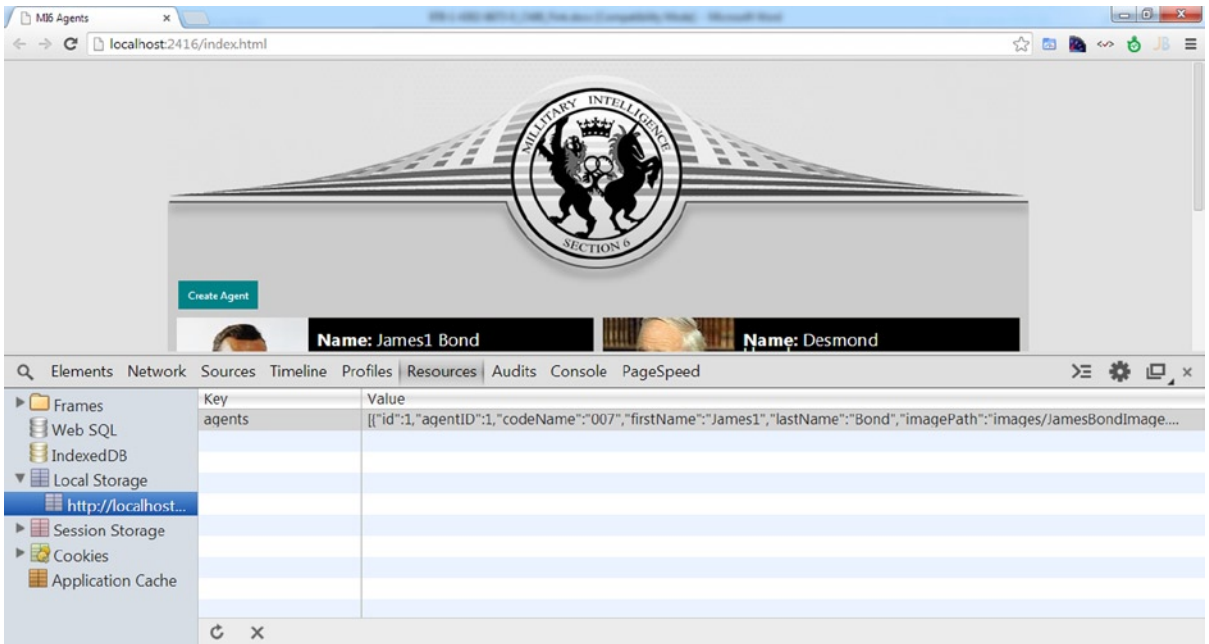 MI6 Agents
localhost:2416/index.html
MILLITARY INTELLIGENCE
SECTION 6
Create Agent
Name: James1 Bond
Name: Desmond
Elements Network Sources Timeline Profiles Resources Audits Console PageSpeed
Frames
Web SQL
IndexedDB
Local Storage
http://localhost...
Session Storage
Cookies
Application Cache
Key Value
agents [{"id":1,"agentID":1,"codeName":"007","firstName":"James1","lastName":"Bond","imagePath":"images/JamesBondImage....